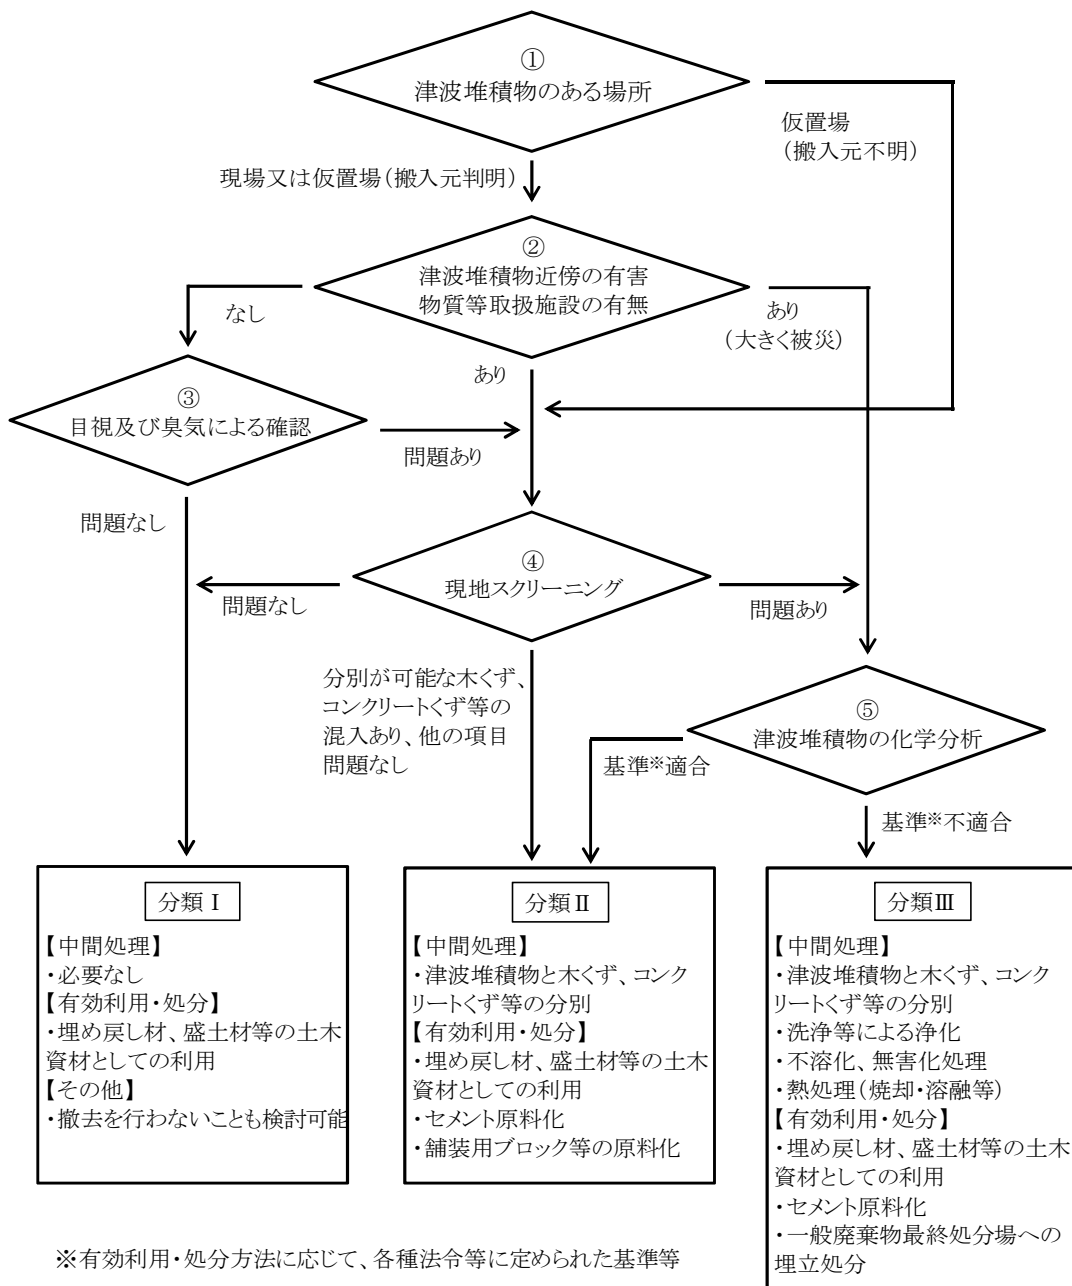 ①
津波堆積物のある場所
仮置場
(搬入元不明)
現場又は仮置場(搬入元判明)
②
津波堆積物近傍の有害
物質等取扱施設の有無
なし
あり
(大きく被災)
あり
③
目視及び臭気による確認
問題あり
問題なし
④
現地スクリーニング
問題なし
問題あり
分別が可能な木くず、
コンクリートくず等の
混入あり、他の項目
問題なし
⑤
津波堆積物の化学分析
基準※適合
基準※不適合
分類Ⅰ
【中間処理】
・必要なし
【有効利用・処分】
・埋め戻し材、盛土材等の土木
資材としての利用
【その他】
・撤去を行わないことも検討可能
分類Ⅱ
【中間処理】
・津波堆積物と木くず、コンク
リートくず等の分別
【有効利用・処分】
・埋め戻し材、盛土材等の土木
資材としての利用
・セメント原料化
・舗装用ブロック等の原料化
分類Ⅲ
【中間処理】
・津波堆積物と木くず、コンク
リートくず等の分別
・洗浄等による浄化
・不溶化、無害化処理
・熱処理(焼却・溶融等)
【有効利用・処分】
・埋め戻し材、盛土材等の土木
資材としての利用
・セメント原料化
・一般廃棄物最終処分場への
埋立処分
※有効利用・処分方法に応じて、各種法令等に定められた基準等